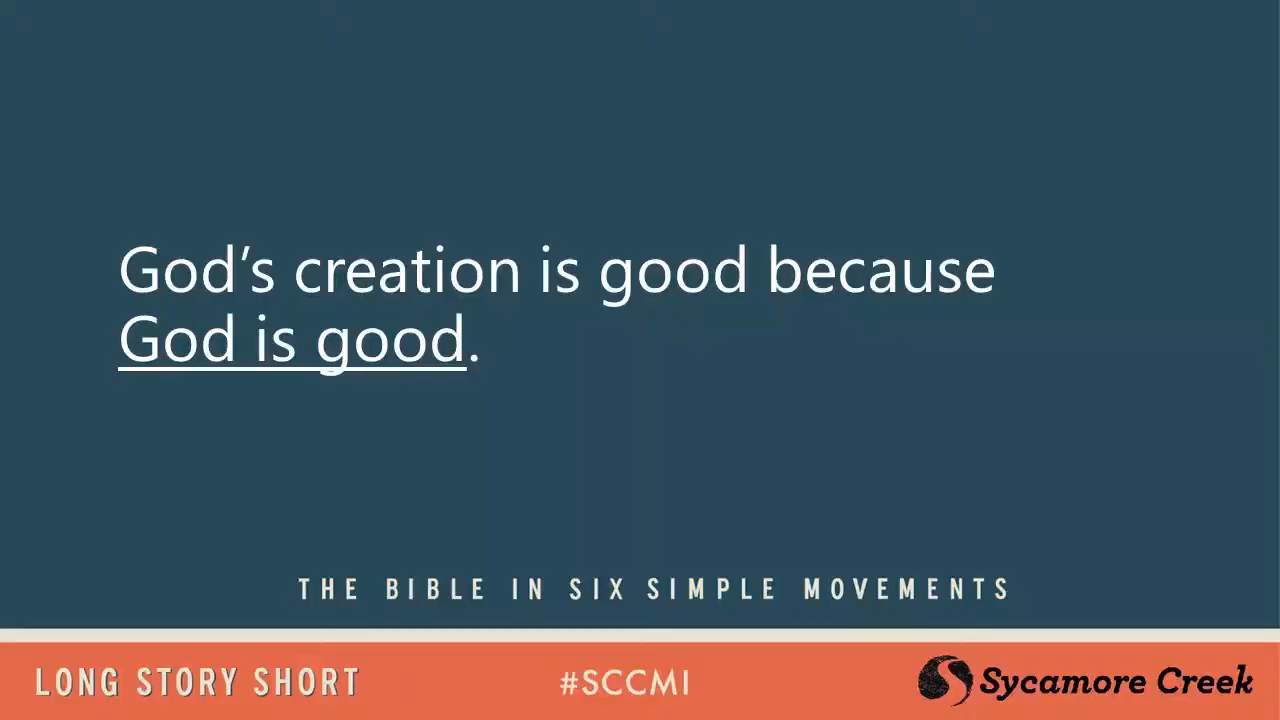 God’s creation is good because
God is good.
THE BIBLE IN SIX SIMPLE MOVEMENTS
LONG STORY SHORT
#SCCMI
Sycamore Creek